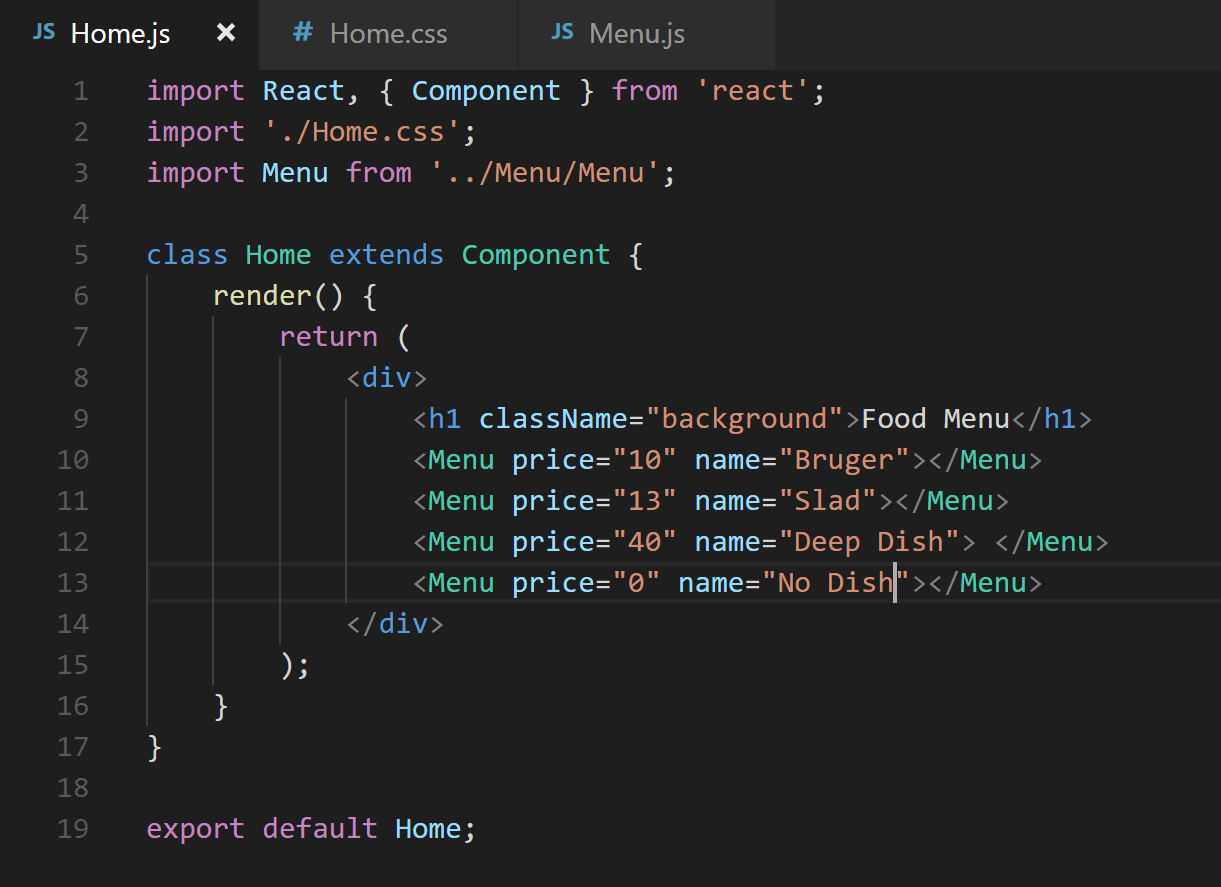 JS Home.js × # Home.css JS Menu.js
1 import React, { Component } from 'react';
2 import './Home.css';
3 import Menu from '../Menu/Menu';
4
5 class Home extends Component {
6     render() {
7         return (
8             <div>
9                 <h1 className="background">Food Menu</h1>
10                 <Menu price="10" name="Bruger"></Menu>
11                 <Menu price="13" name="Slad"></Menu>
12                 <Menu price="40" name="Deep Dish"> </Menu>
13                 <Menu price="0" name="No Dish"></Menu>
14             </div>
15         );
16     }
17 }
18
19 export default Home;